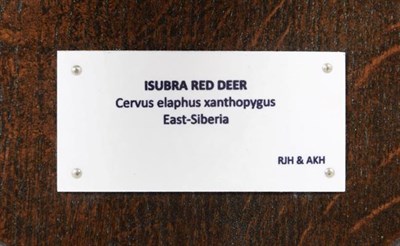 ISUBRA RED DEER
Cervus elaphus xanthopygus
East-Siberia
RJH & AKH